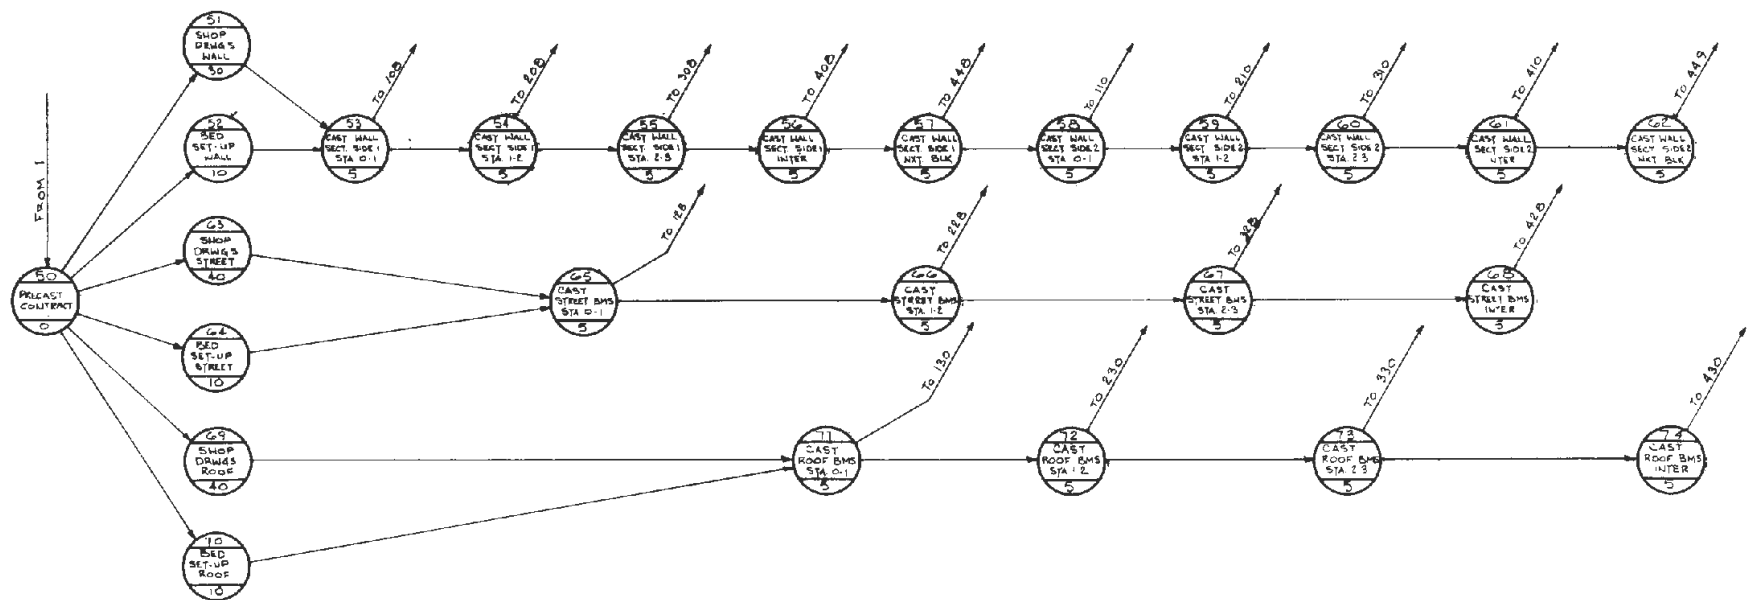 51
SHOP
DRWGS
WALL
30
52
BED
SET-UP
WALL
10
53
CAST WALL
SECT. SIDE 1
STA 0-1
5
TO 108
54
CAST WALL
SECT. SIDE 1
STA. 1-2
5
TO 208
55
CAST WALL
SECT. SIDE 1
STA. 2-3
5
TO 308
56
CAST WALL
SECT. SIDE 1
INTER
5
TO 408
57
CAST WALL
SECT. SIDE 1
NXT. BLK
5
TO 448
58
CAST WALL
SECT. SIDE 2
STA 0-1
5
TO 110
59
CAST WALL
SECT. SIDE 2
STA. 1-2
5
TO 210
60
CAST WALL
SECT. SIDE 2
STA. 2-3
5
TO 310
61
CAST WALL
SECT SIDE 2
INTER
5
TO 410
62
CAST WALL
SECT SIDE 2
NXT BLK
5
TO 449
FROM 1
50
PRECAST
CONTRACT
0
63
SHOP
DRWGS
STREET
40
64
BED
SET-UP
STREET
10
65
CAST
STREET BMS
STA 0-1
5
TO 128
66
CAST
STREET BMS
STA. 1-2
5
TO 228
67
CAST
STREET BMS
STA. 2-3
5
TO 328
68
CAST
STREET BMS
INTER
5
TO 428
69
SHOP
DRWGS
ROOF
40
70
BED
SET-UP
ROOF
10
71
CAST
ROOF BMS
STA. 0-1
5
TO 130
72
CAST
ROOF BMS
STA. 1-2
5
TO 230
73
CAST
ROOF BMS
STA. 2-3
5
TO 330
74
CAST
ROOF BMS
INTER
5
TO 430